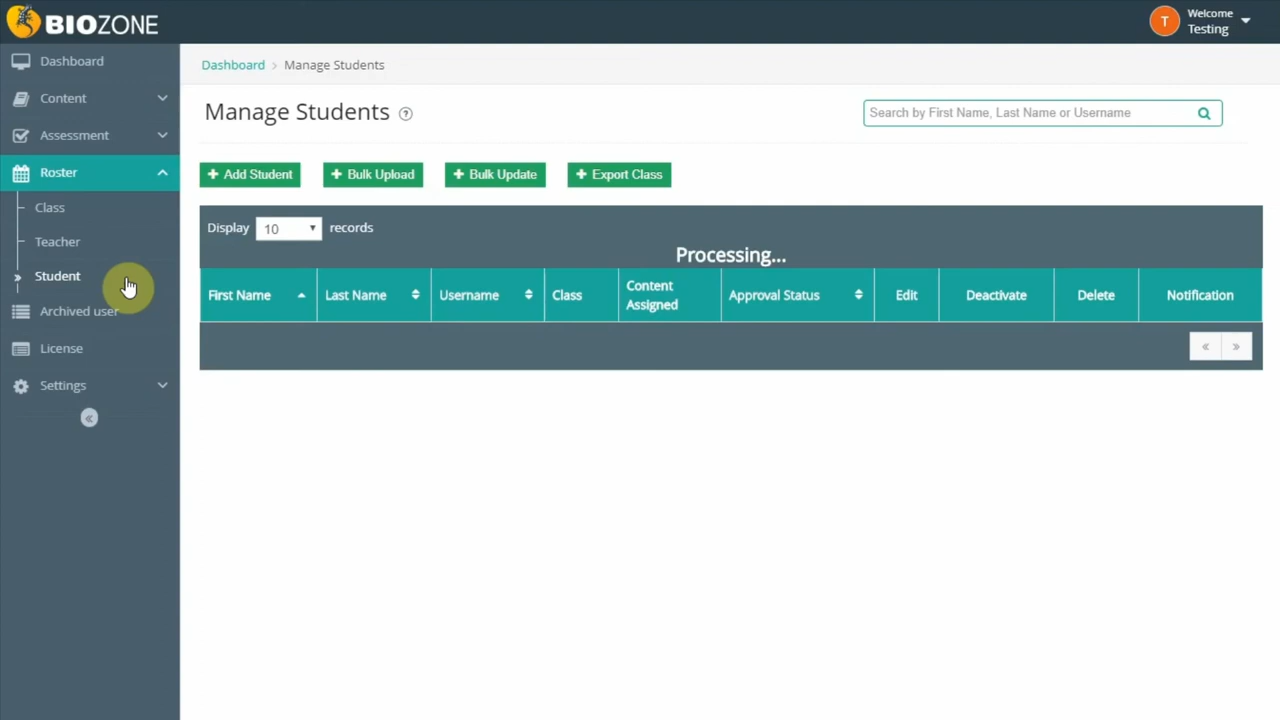 BIOZONE
T
Welcome
Testing
Dashboard
Content
Assessment
Roster
Class
Teacher
Student
Archived user
License
Settings
Dashboard > Manage Students
Manage Students ?
Search by First Name, Last Name or Username
+ Add Student
+ Bulk Upload
+ Bulk Update
+ Export Class
Display 10 records
Processing...
First Name
Last Name
Username
Class
Content
Assigned
Approval Status
Edit
Deactivate
Delete
Notification
« »